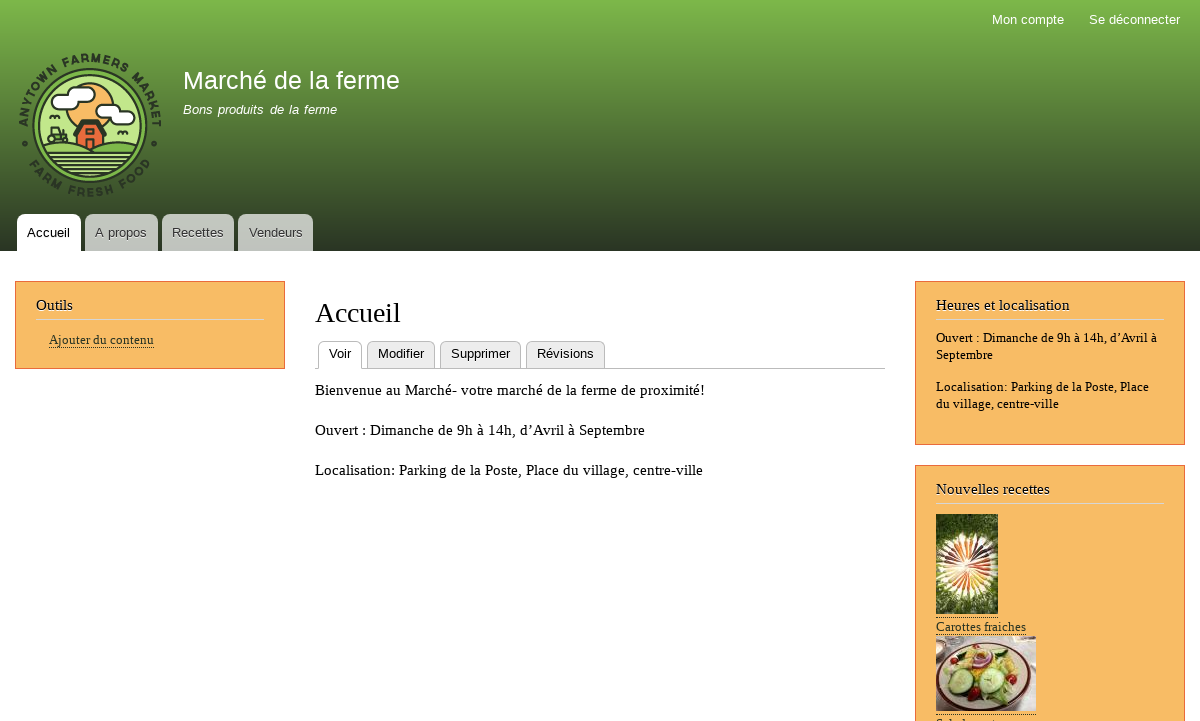 Mon compte Se déconnecter
ANYTOWN FARMERS MARKET
FARM FRESH FOOD
Marché de la ferme
Bons produits de la ferme
Accueil A propos Recettes Vendeurs
Outils
Ajouter du contenu
Accueil
Voir Modifier Supprimer Révisions
Bienvenue au Marché- votre marché de la ferme de proximité!
Ouvert : Dimanche de 9h à 14h, d’Avril à Septembre
Localisation: Parking de la Poste, Place du village, centre-ville
Heures et localisation
Ouvert : Dimanche de 9h à 14h, d’Avril à
Septembre
Localisation: Parking de la Poste, Place
du village, centre-ville
Nouvelles recettes
Carottes fraiches